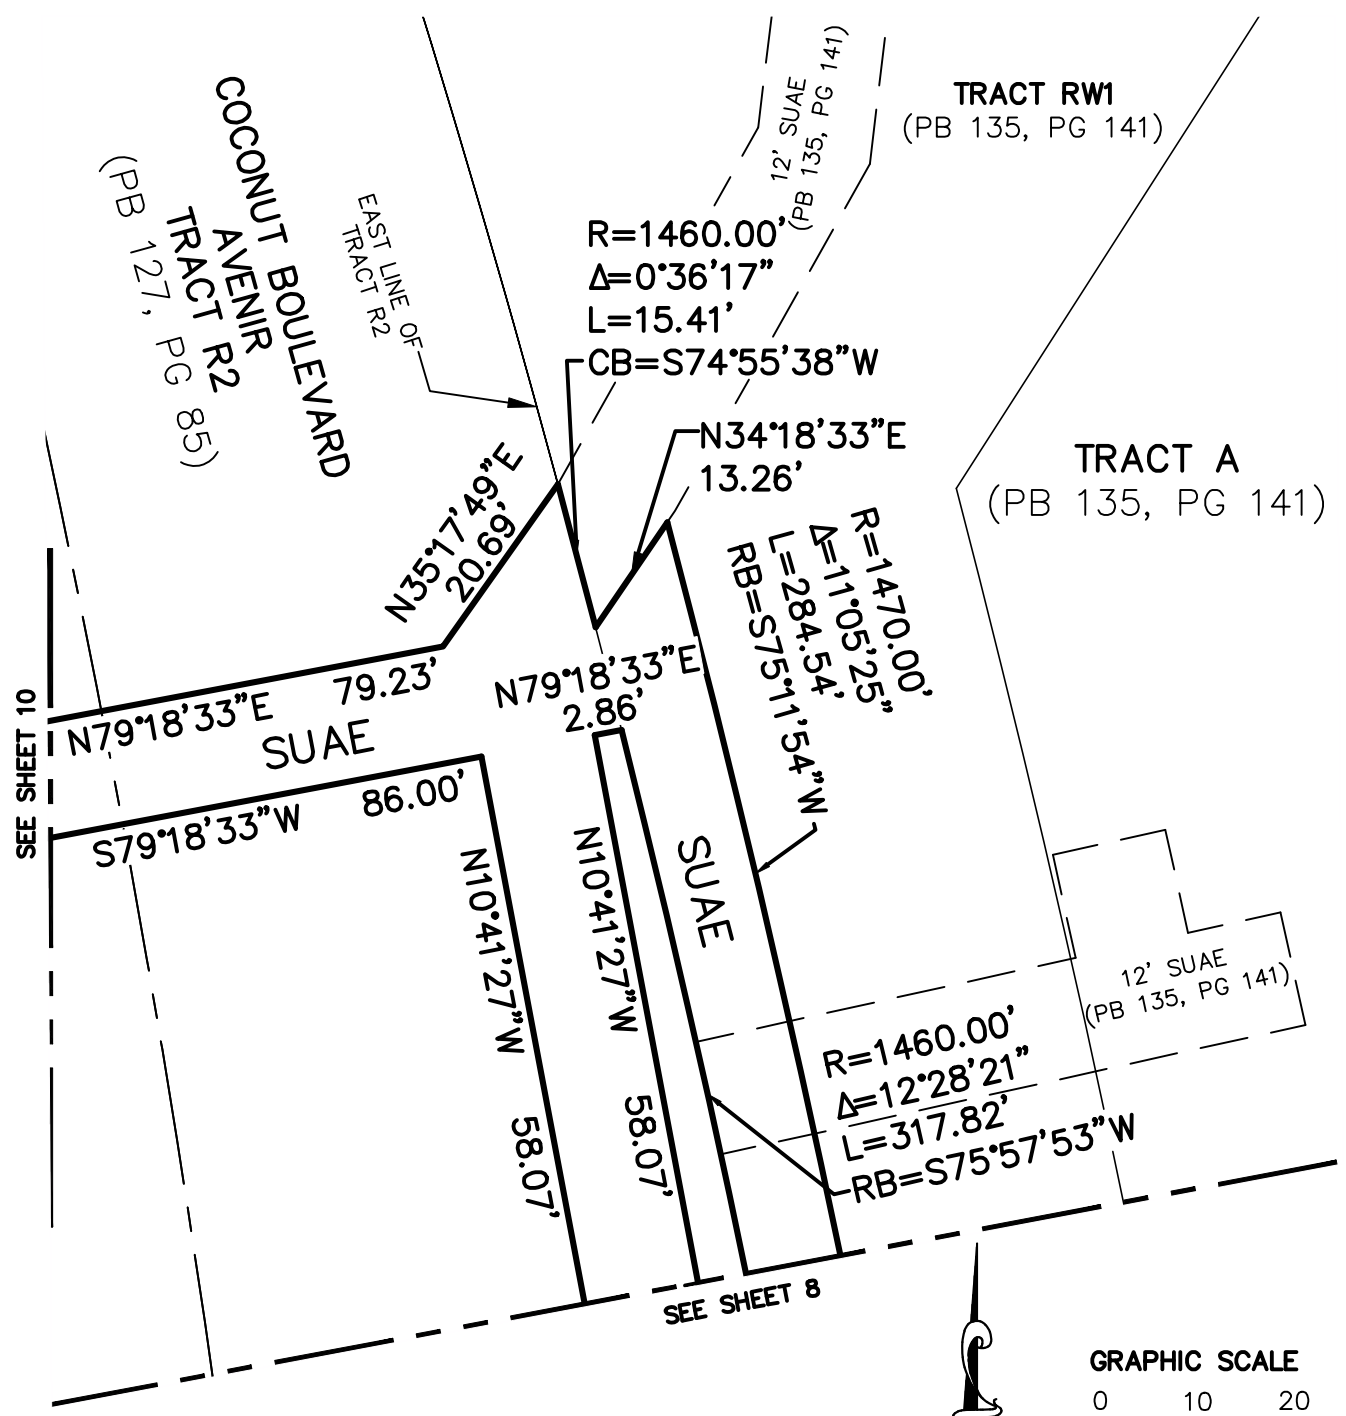 COCONUT BOULEVARD
AVENIR
TRACT R2
(PB 127, PG 85)
EAST LINE OF
TRACT R2
12' SUAE
(PB 135, PG 141)
TRACT RW1
(PB 135, PG 141)
R=1460.00'
Δ=0°36'17"
L=15.41'
CB=S74°55'38"W
N34°18'33"E
13.26'
TRACT A
(PB 135, PG 141)
N35°17'49"E
20.69'
R=1470.00'
Δ=11°05'25"
L=284.54'
RB=S75°11'54"W
N79°18'33"E
2.86'
N79°18'33"E 79.23'
SUAE
S79°18'33"W 86.00'
SEE SHEET 10
N10°41'27"W 58.07'
N10°41'27"W 58.07'
SUAE
12' SUAE
(PB 135, PG 141)
R=1460.00'
Δ=12°28'21"
L=317.82'
RB=S75°57'53"W
SEE SHEET 8
GRAPHIC SCALE
0 10 20